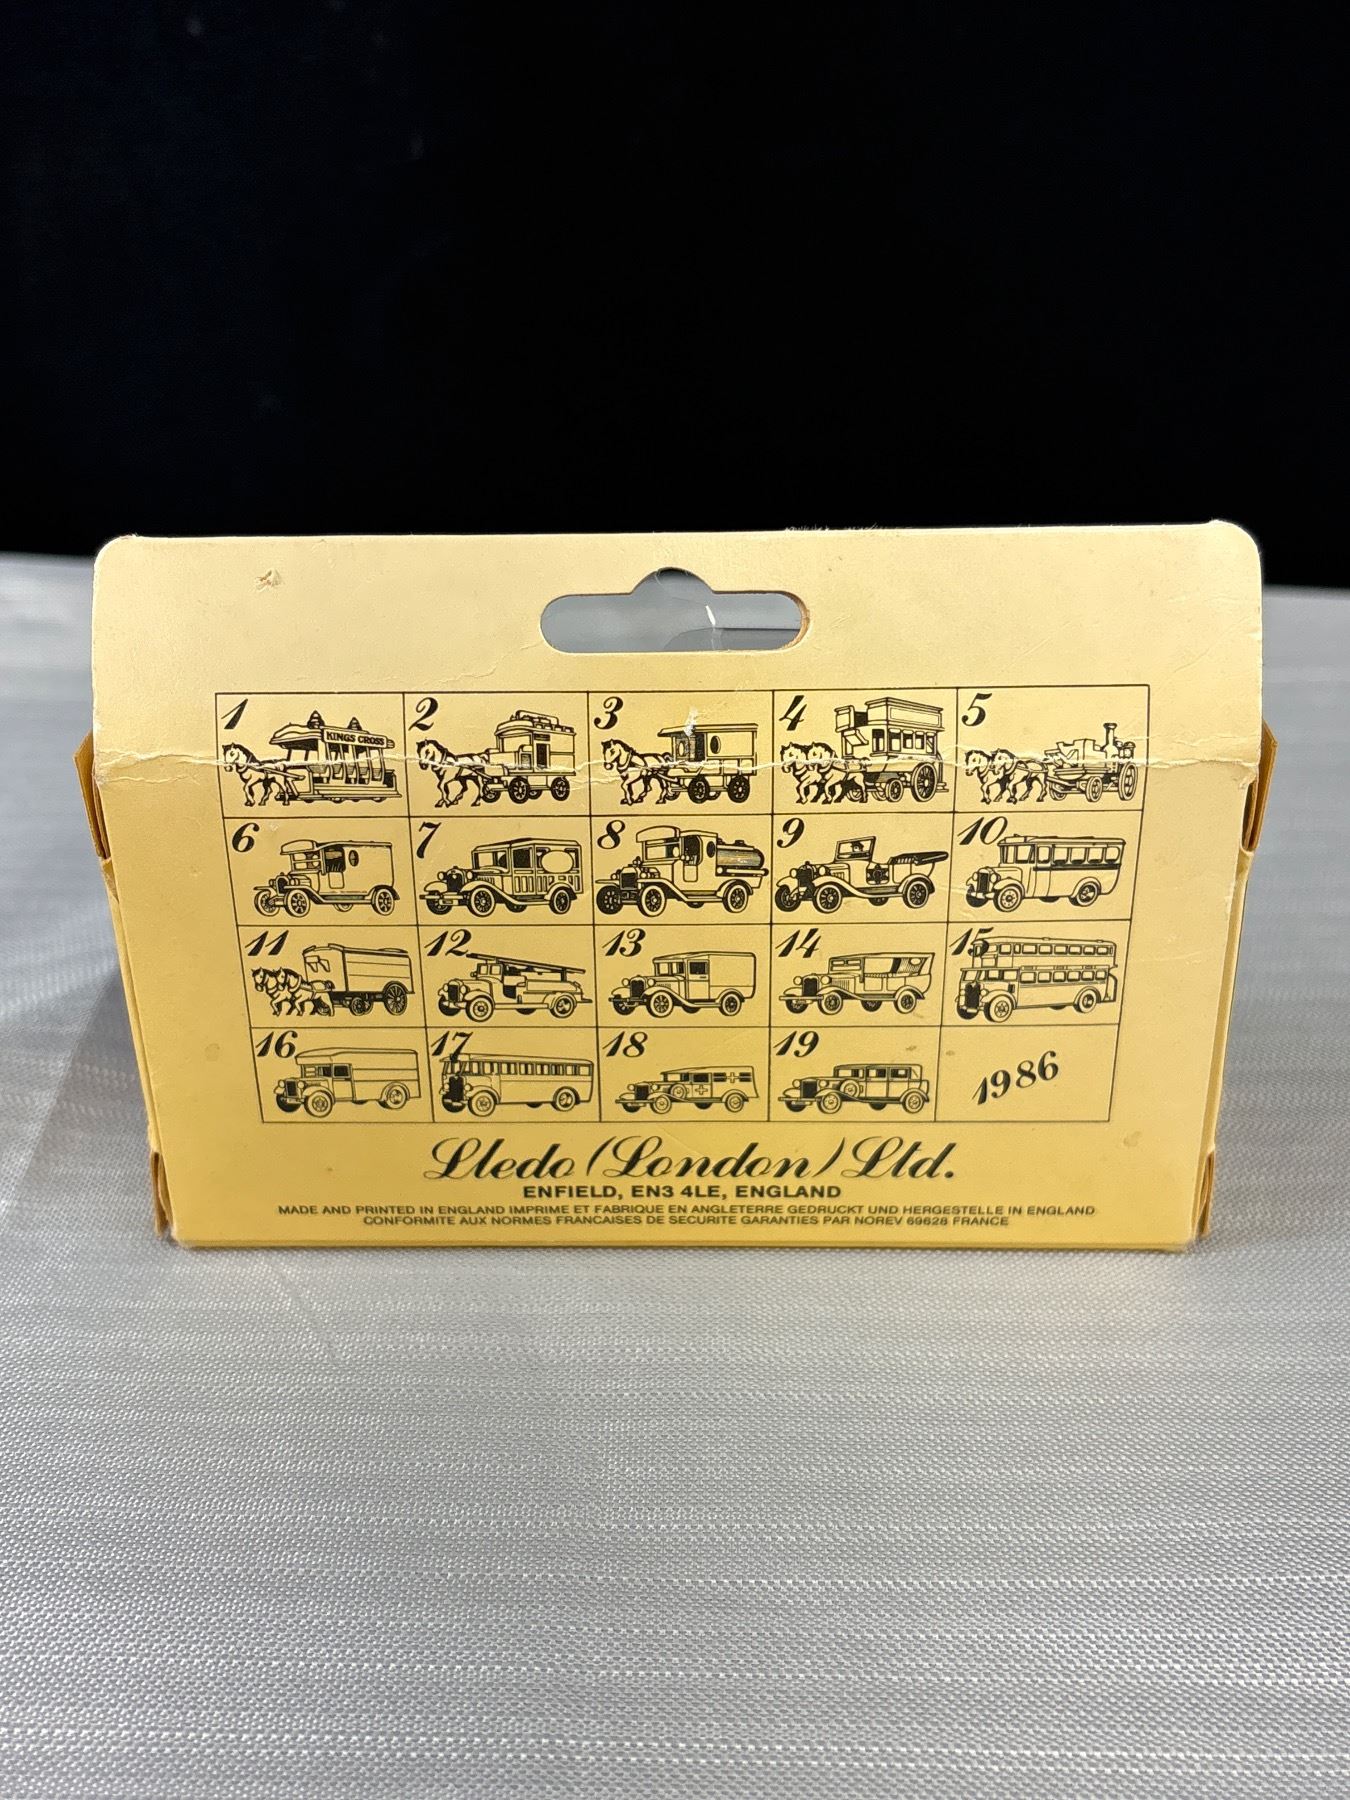 1 2 3 4 5
KINGS CROSS
6 7 8 9 10
11 12 13 14 15
16 17 18 19 1986
Lledo (London) Ltd.
ENFIELD, EN3 4LE, ENGLAND
MADE AND PRINTED IN ENGLAND IMPRIME ET FABRIQUE EN ANGLETERRE GEDRUCKT UND HERGESTELLE IN ENGLAND
CONFORMITE AUX NORMES FRANCAISES DE SECURITE GARANTIES PAR NOREV 69628 FRANCE